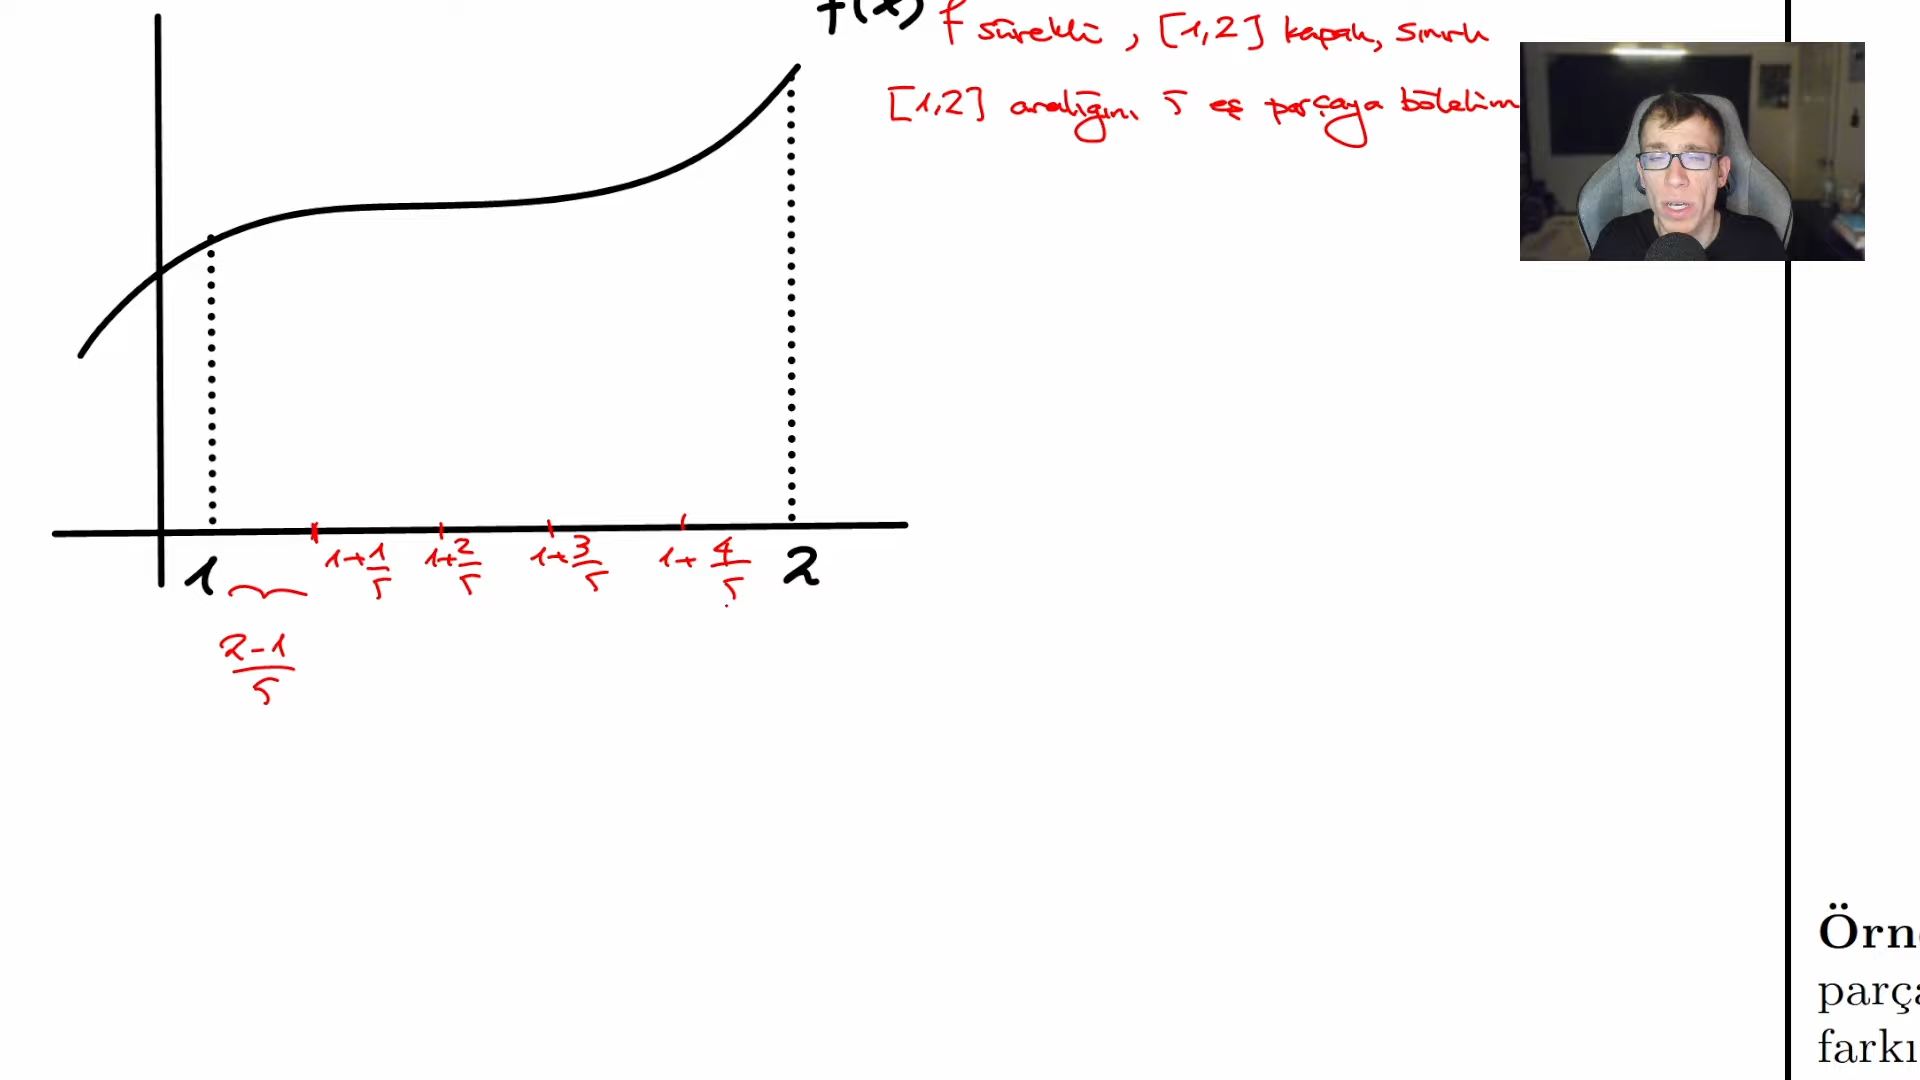 f(x) f sürekli, [1,2] kapalı, sınırlı
[1,2] aralığını 5 eş parçaya bölelim
1 1+1/5 1+2/5 1+3/5 1+4/5 2
2-1/5
Örn
parça
farkı